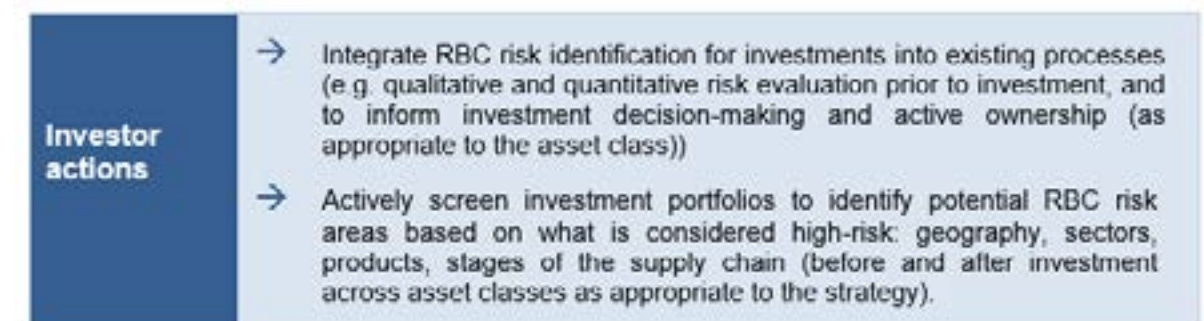 Investor
actions
→ Integrate RBC risk identification for investments into existing processes
(e.g. qualitative and quantitative risk evaluation prior to investment, and
to inform investment decision-making and active ownership (as
appropriate to the asset class))
→ Actively screen investment portfolios to identify potential RBC risk
areas based on what is considered high-risk: geography, sectors,
products, stages of the supply chain (before and after investment
across asset classes as appropriate to the strategy).